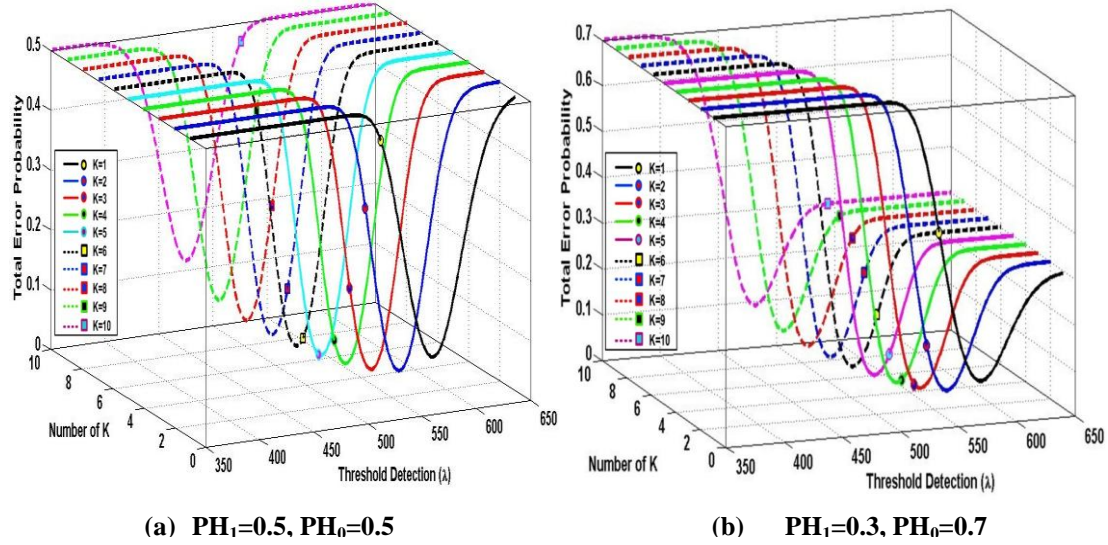 Total Error Probability
0.5
0.4
0.3
0.2
0.1
0
K=1
K=2
K=3
K=4
K=5
K=6
K=7
K=8
K=9
K=10
10
8
6
4
2
0
Number of K
350
400
450
500
550
600
650
Threshold Detection (λ)
(a) PH₁=0.5, PH₀=0.5
Total Error Probability
0.7
0.6
0.5
0.4
0.3
0.2
0.1
0
K=1
K=2
K=3
K=4
K=5
K=6
K=7
K=8
K=9
K=10
10
8
6
4
2
0
Number of K
350
400
450
500
550
600
650
Threshold Detection (λ)
(b) PH₁=0.3, PH₀=0.7